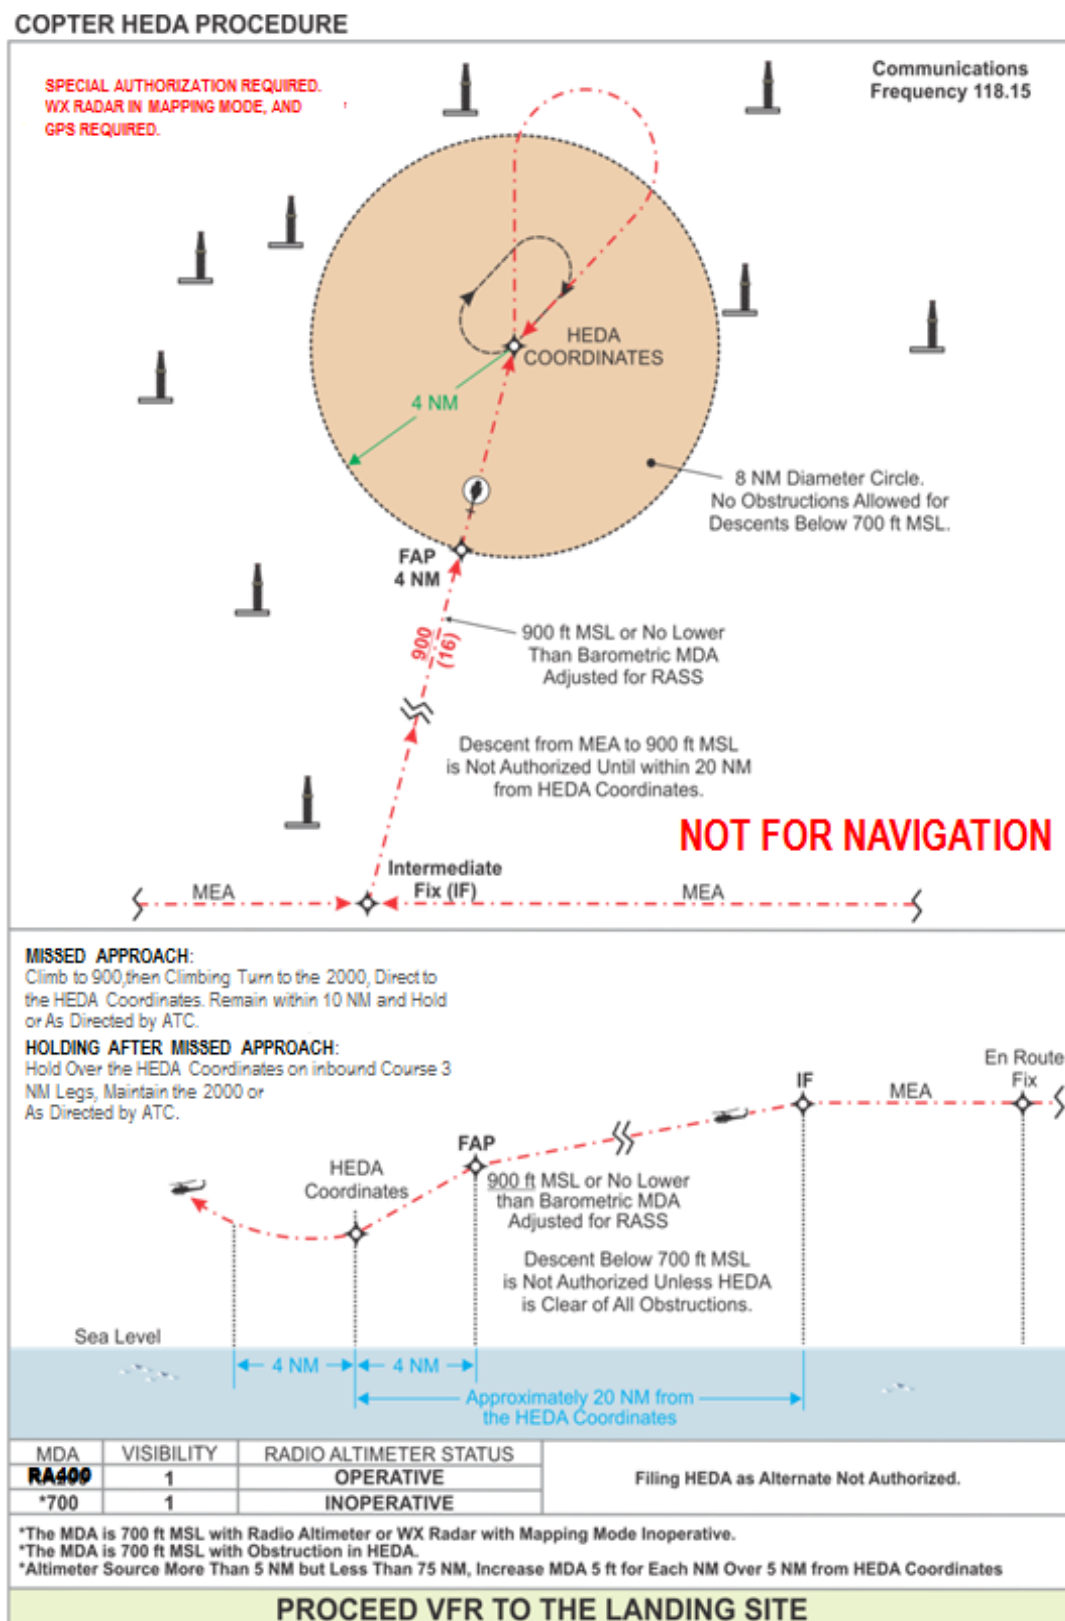 COPTER HEDA PROCEDURE
SPECIAL AUTHORIZATION REQUIRED.
WX RADAR IN MAPPING MODE, AND
GPS REQUIRED.
Communications
Frequency 118.15
HEDA
COORDINATES
4 NM
8 NM Diameter Circle.
No Obstructions Allowed for
Descents Below 700 ft MSL.
FAP
4 NM
900
(16)
900 ft MSL or No Lower
Than Barometric MDA
Adjusted for RASS
Descent from MEA to 900 ft MSL
is Not Authorized Until within 20 NM
from HEDA Coordinates.
NOT FOR NAVIGATION
Intermediate
Fix (IF)
MEA
MEA
MISSED APPROACH:
Climb to 900,then Climbing Turn to the 2000, Direct to
the HEDA Coordinates. Remain within 10 NM and Hold
or As Directed by ATC.
HOLDING AFTER MISSED APPROACH:
Hold Over the HEDA Coordinates on inbound Course 3
NM Legs, Maintain the 2000 or
As Directed by ATC.
En Route
Fix
IF
MEA
FAP
HEDA
Coordinates
900 ft MSL or No Lower
than Barometric MDA
Adjusted for RASS
Descent Below 700 ft MSL
is Not Authorized Unless HEDA
is Clear of All Obstructions.
Sea Level
4 NM
4 NM
Approximately 20 NM from
the HEDA Coordinates
MDA VISIBILITY RADIO ALTIMETER STATUS
RA400 1 OPERATIVE
*700 1 INOPERATIVE
Filing HEDA as Alternate Not Authorized.
*The MDA is 700 ft MSL with Radio Altimeter or WX Radar with Mapping Mode Inoperative.
*The MDA is 700 ft MSL with Obstruction in HEDA.
*Altimeter Source More Than 5 NM but Less Than 75 NM, Increase MDA 5 ft for Each NM Over 5 NM from HEDA Coordinates
PROCEED VFR TO THE LANDING SITE